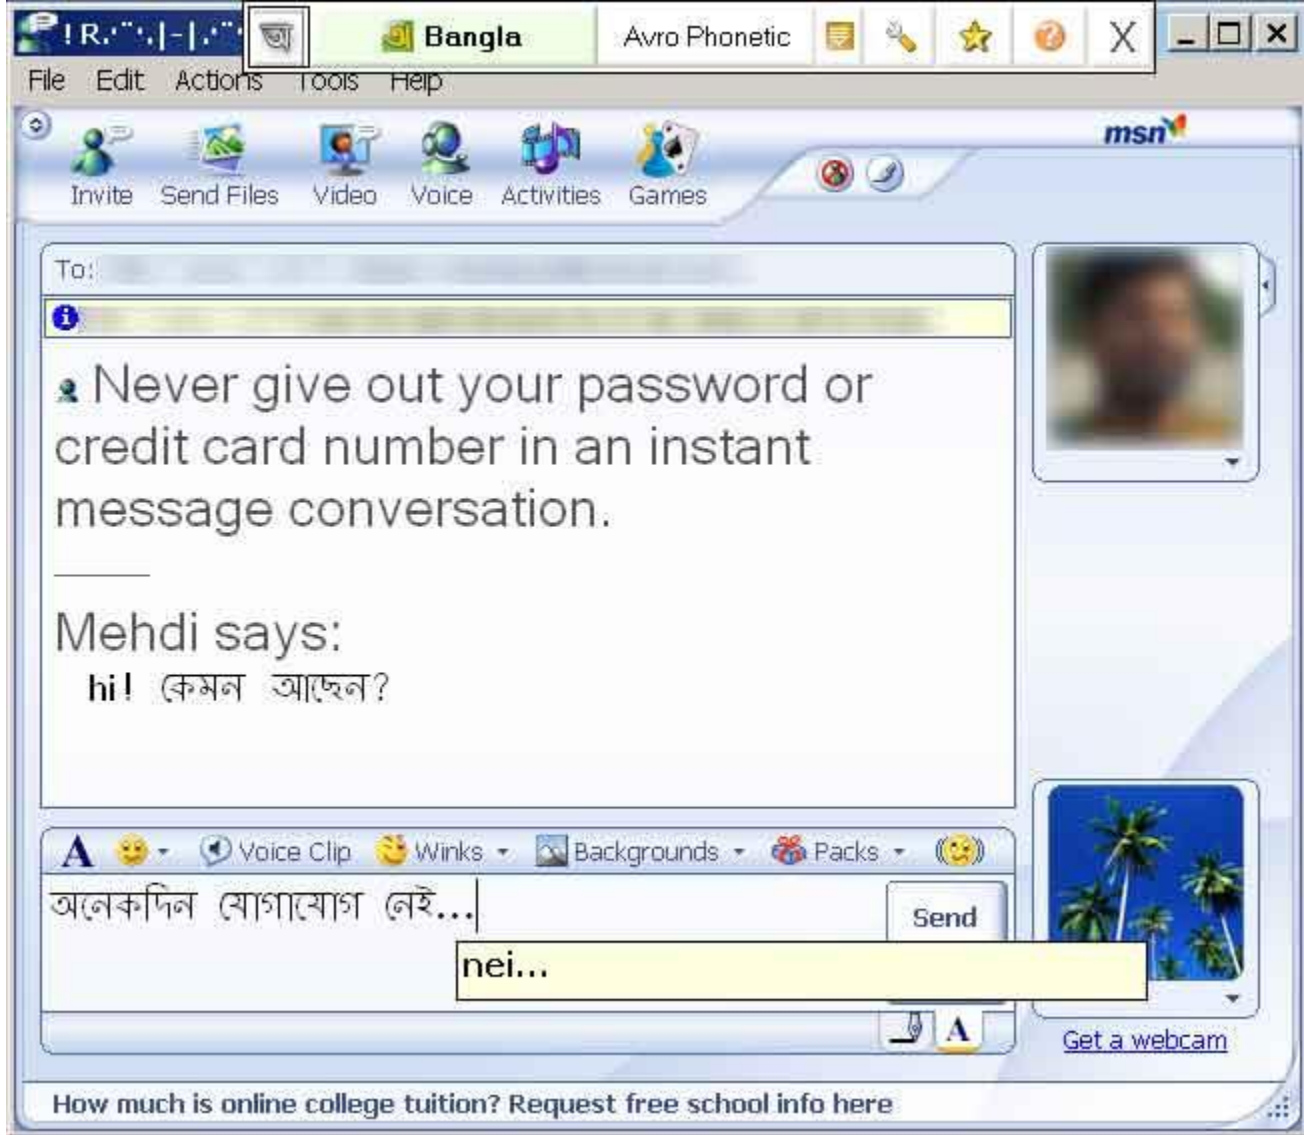 Bangla
Avro Phonetic
File Edit Actions Tools Help
msn
Invite Send Files Video Voice Activities Games
To:
Never give out your password or
credit card number in an instant
message conversation.
Mehdi says:
hi! কেমন আছেন?
A Voice Clip Winks Backgrounds Packs
অনেকদিন যোগাযোগ নেই...
Send
nei...
A
Get a webcam
How much is online college tuition? Request free school info here